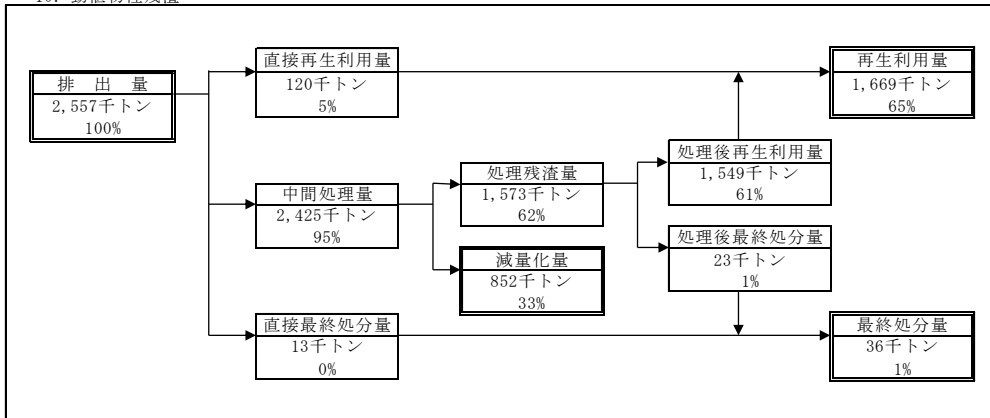 直接再生利用量
120千トン
5%
再生利用量
1,669千トン
65%
排 出 量
2,557千トン
100%
処理後再生利用量
1,549千トン
61%
処理残渣量
1,573千トン
62%
中間処理量
2,425千トン
95%
処理後最終処分量
23千トン
1%
減量化量
852千トン
33%
直接最終処分量
13千トン
0%
最終処分量
36千トン
1%